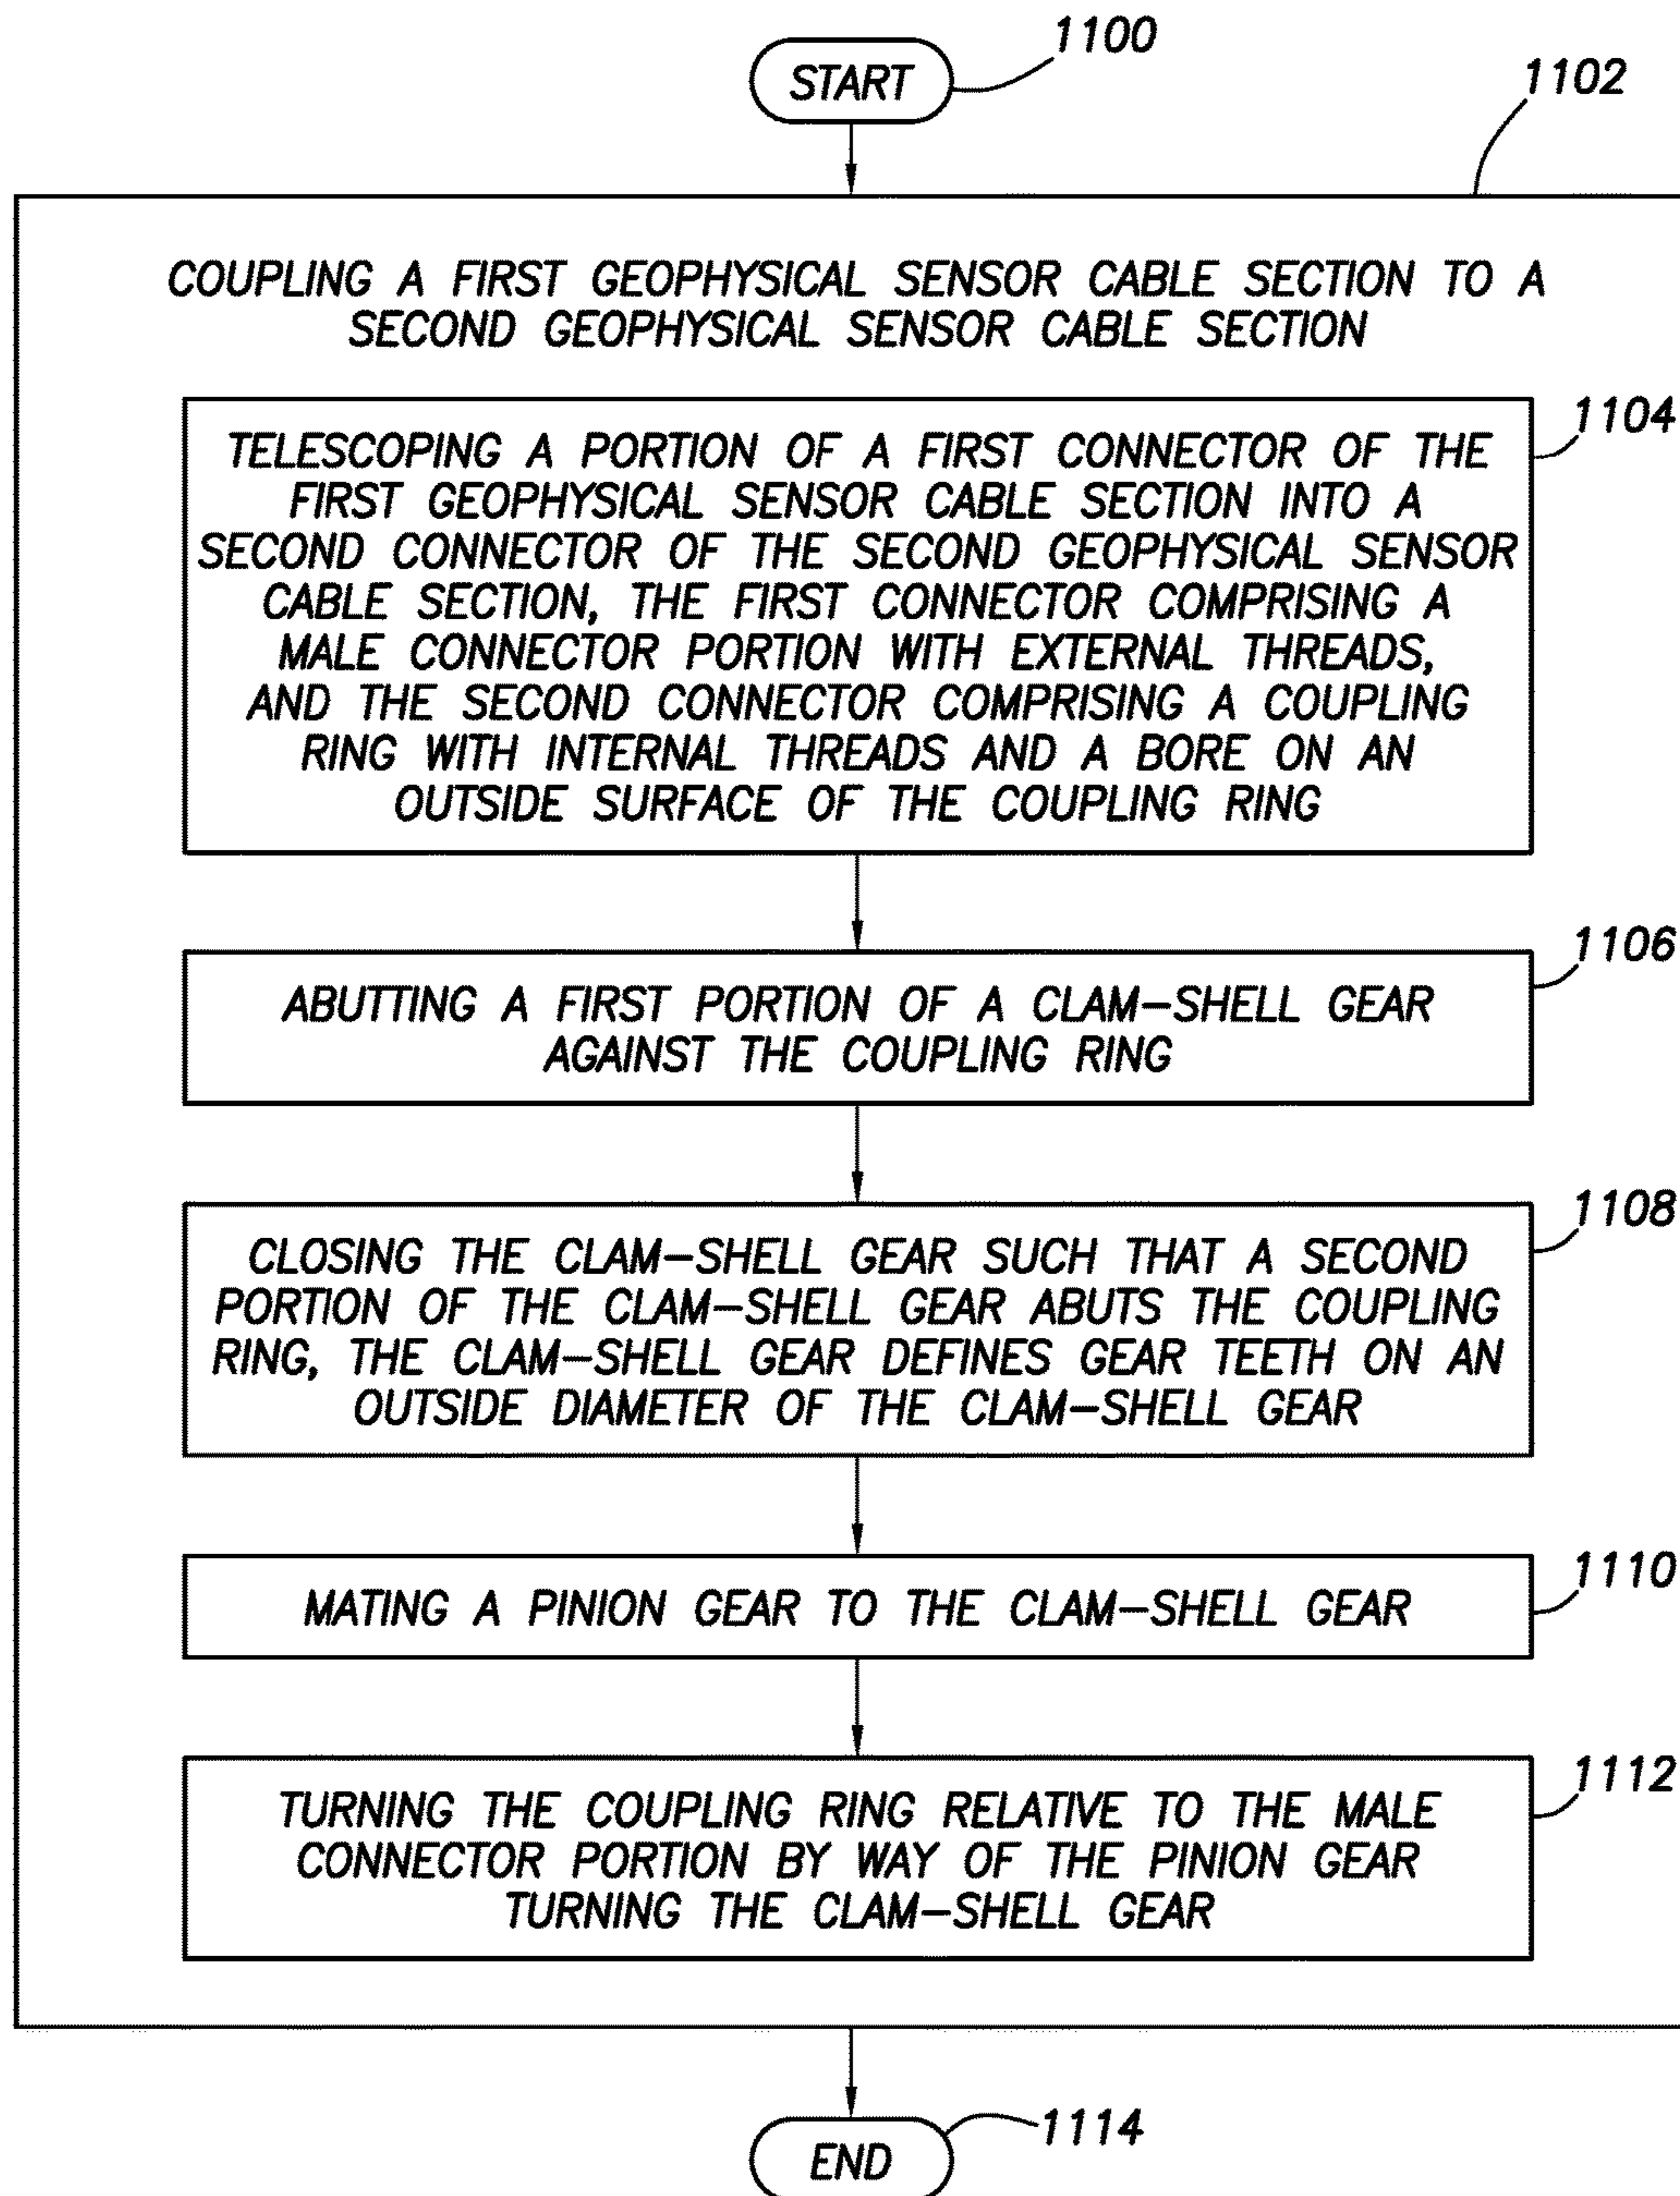 START
1100
1102
COUPLING A FIRST GEOPHYSICAL SENSOR CABLE SECTION TO A
SECOND GEOPHYSICAL SENSOR CABLE SECTION
1104
TELESCOPING A PORTION OF A FIRST CONNECTOR OF THE
FIRST GEOPHYSICAL SENSOR CABLE SECTION INTO A
SECOND CONNECTOR OF THE SECOND GEOPHYSICAL SENSOR
CABLE SECTION, THE FIRST CONNECTOR COMPRISING A
MALE CONNECTOR PORTION WITH EXTERNAL THREADS,
AND THE SECOND CONNECTOR COMPRISING A COUPLING
RING WITH INTERNAL THREADS AND A BORE ON AN
OUTSIDE SURFACE OF THE COUPLING RING
1106
ABUTTING A FIRST PORTION OF A CLAM-SHELL GEAR
AGAINST THE COUPLING RING
1108
CLOSING THE CLAM-SHELL GEAR SUCH THAT A SECOND
PORTION OF THE CLAM-SHELL GEAR ABUTS THE COUPLING
RING, THE CLAM-SHELL GEAR DEFINES GEAR TEETH ON AN
OUTSIDE DIAMETER OF THE CLAM-SHELL GEAR
1110
MATING A PINION GEAR TO THE CLAM-SHELL GEAR
1112
TURNING THE COUPLING RING RELATIVE TO THE MALE
CONNECTOR PORTION BY WAY OF THE PINION GEAR
TURNING THE CLAM-SHELL GEAR
1114
END